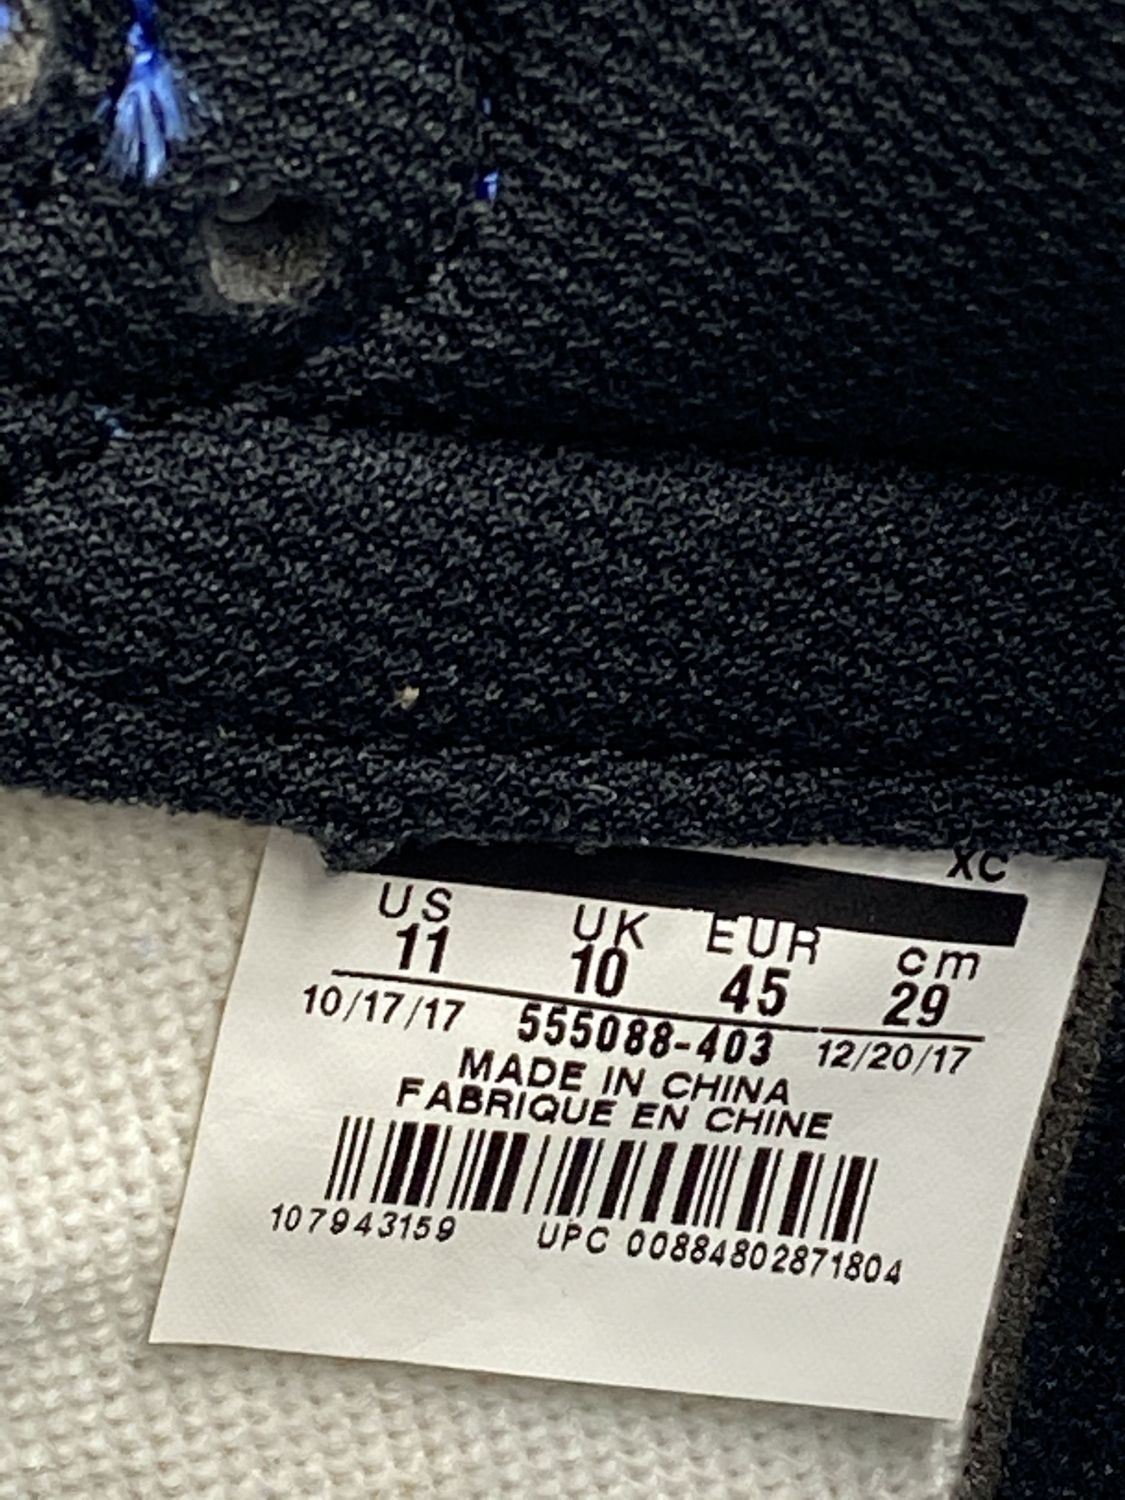 XC
US UK EUR cm
11 10 45 29
10/17/17 555088-403 12/20/17
MADE IN CHINA
FABRIQUE EN CHINE
107943159 UPC 00884802871804